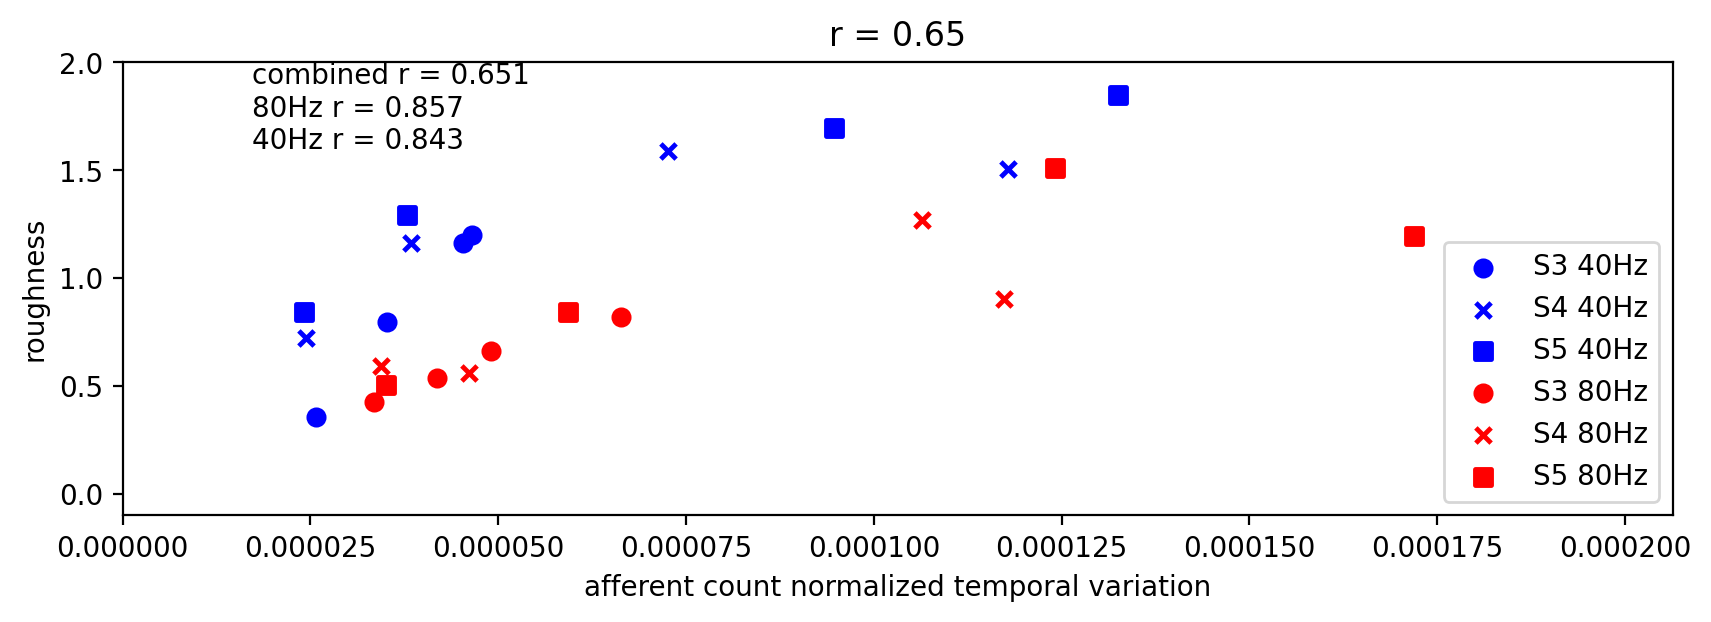 r = 0.65
combined r = 0.651
80Hz r = 0.857
40Hz r = 0.843
2.0
1.5
1.0
0.5
0.0
roughness
S3 40Hz
S4 40Hz
S5 40Hz
S3 80Hz
S4 80Hz
S5 80Hz
0.000000 0.000025 0.000050 0.000075 0.000100 0.000125 0.000150 0.000175 0.000200
afferent count normalized temporal variation